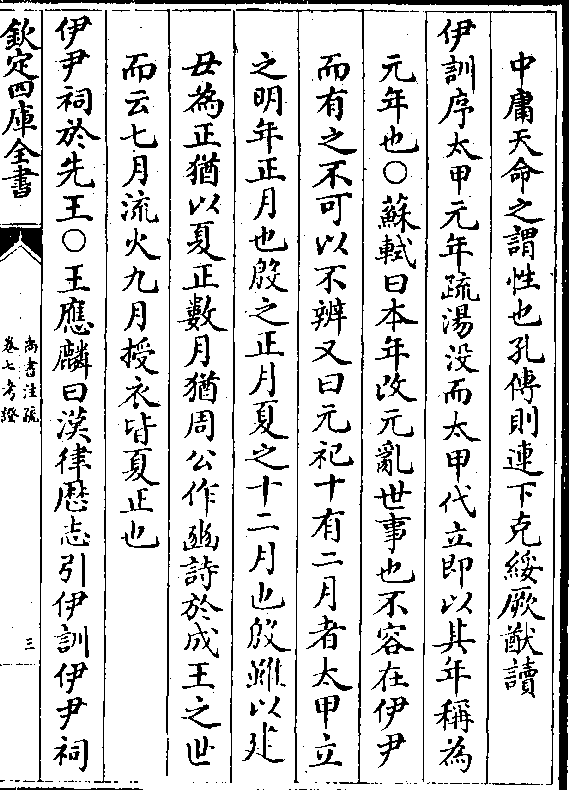 中庸天命之謂性也孔傳則連下克綏厥猷讀
伊訓序太甲元年疏湯没而太甲代立即以其年稱為
元年也○蘇軾曰本年改元亂世事也不容在伊尹
而有之不可以不辨又曰元祀十有二月者太甲立
之明年正月也殷之正月夏之十二月也殷雖以建
丑為正猶以夏正數月猶周公作豳詩於成王之世
而云七月流火九月授衣皆夏正也
伊尹祠於先王○王應麟曰漢律厯志引伊訓伊尹祠
欽定四庫全書
尚書注疏
卷七考證
三